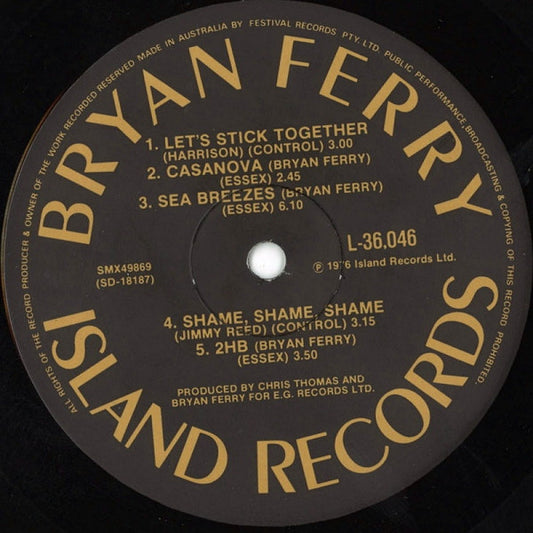 BRYAN FERRY
1. LET'S STICK TOGETHER
(HARRISON) (CONTROL) 3.00
2. CASANOVA (BRYAN FERRY)
(ESSEX) 2.45
3. SEA BREEZES (BRYAN FERRY)
(ESSEX) 6.10
SMX49869
(SD-18187)
L-36,046
℗ 1976 Island Records Ltd.
4. SHAME, SHAME, SHAME
(JIMMY REED) (CONTROL) 3.15
5. 2HB (BRYAN FERRY)
(ESSEX) 3.50
PRODUCED BY CHRIS THOMAS AND
BRYAN FERRY FOR E.G. RECORDS LTD.
ISLAND RECORDS
ALL RIGHTS OF THE RECORD PRODUCER & OWNER OF THE WORK RECORDED RESERVED MADE IN AUSTRALIA BY FESTIVAL RECORDS PTY. LTD. PUBLIC PERFORMANCE, BROADCASTING & COPYING OF THIS RECORD PROHIBITED.